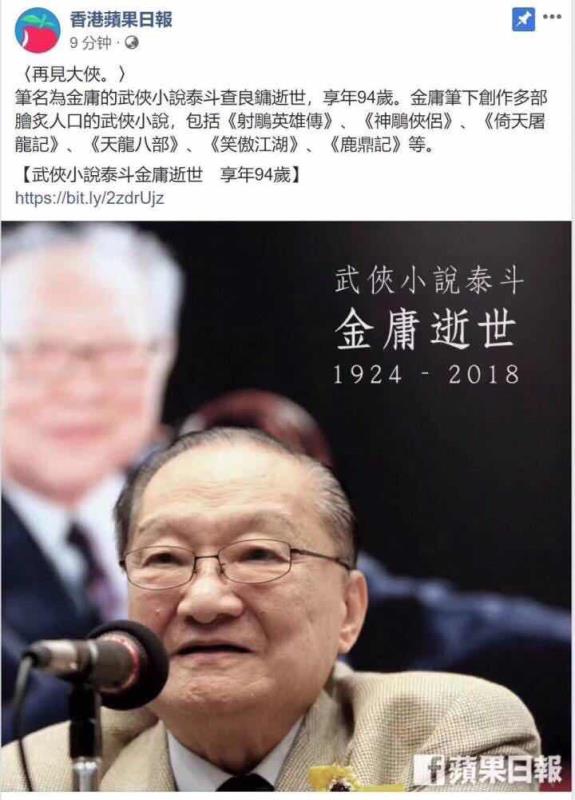 香港蘋果日報
9 分钟 ·
〈再見大俠。〉
筆名為金庸的武俠小說泰斗查良鏞逝世，享年94歲。金庸筆下創作多部
膾炙人口的武俠小說，包括《射鵰英雄傳》、《神鵰俠侶》、《倚天屠
龍記》、《天龍八部》、《笑傲江湖》、《鹿鼎記》等。
【武俠小說泰斗金庸逝世　享年94歲】
https://bit.ly/2zdrUjz
武俠小說泰斗
金庸逝世
1924 - 2018
f 蘋果日報